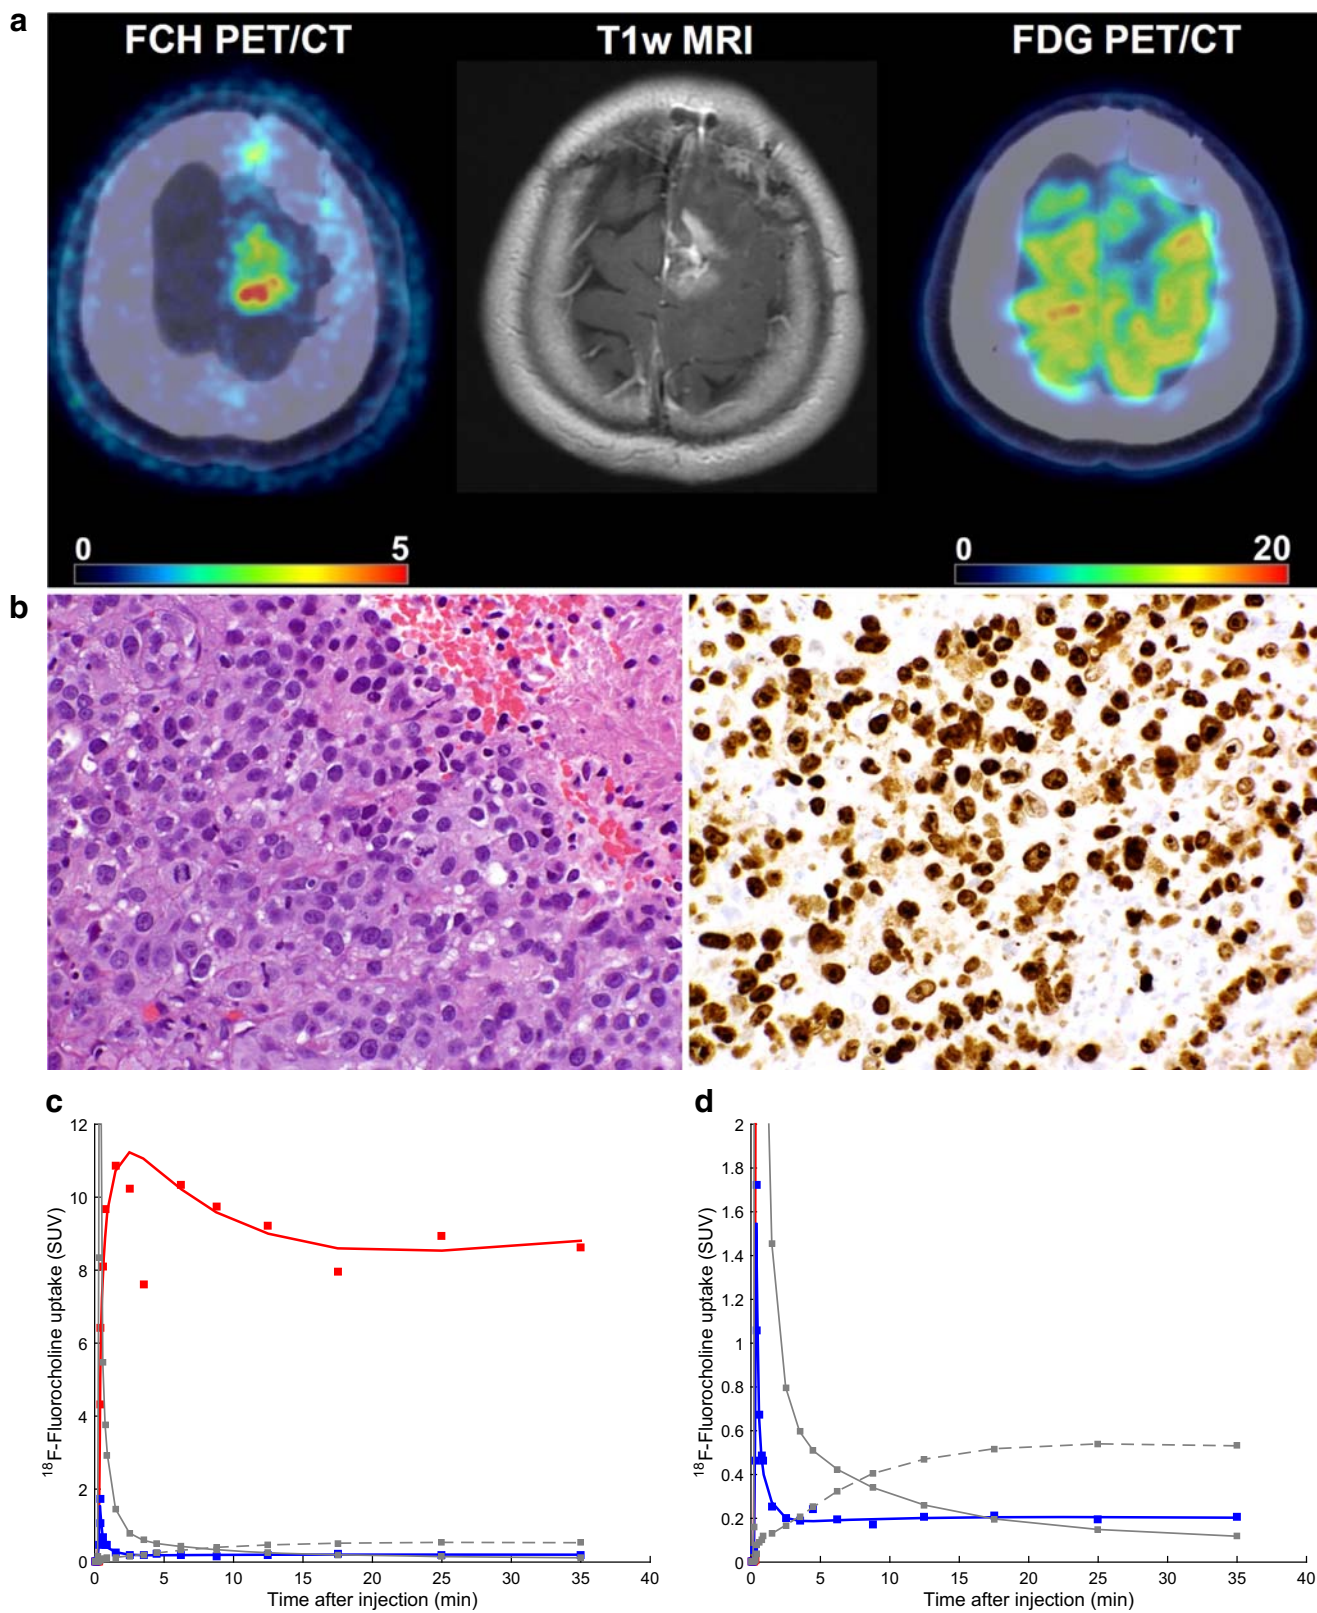 a
FCH PET/CT
T1w MRI
FDG PET/CT
0 5
0 20
b
c
12
10
8
6
4
2
0
0 5 10 15 20 25 30 35 40
Time after injection (min)
18F-Fluorocholine uptake (SUV)
d
2
1.8
1.6
1.4
1.2
1
0.8
0.6
0.4
0.2
0
0 5 10 15 20 25 30 35 40
Time after injection (min)
18F-Fluorocholine uptake (SUV)